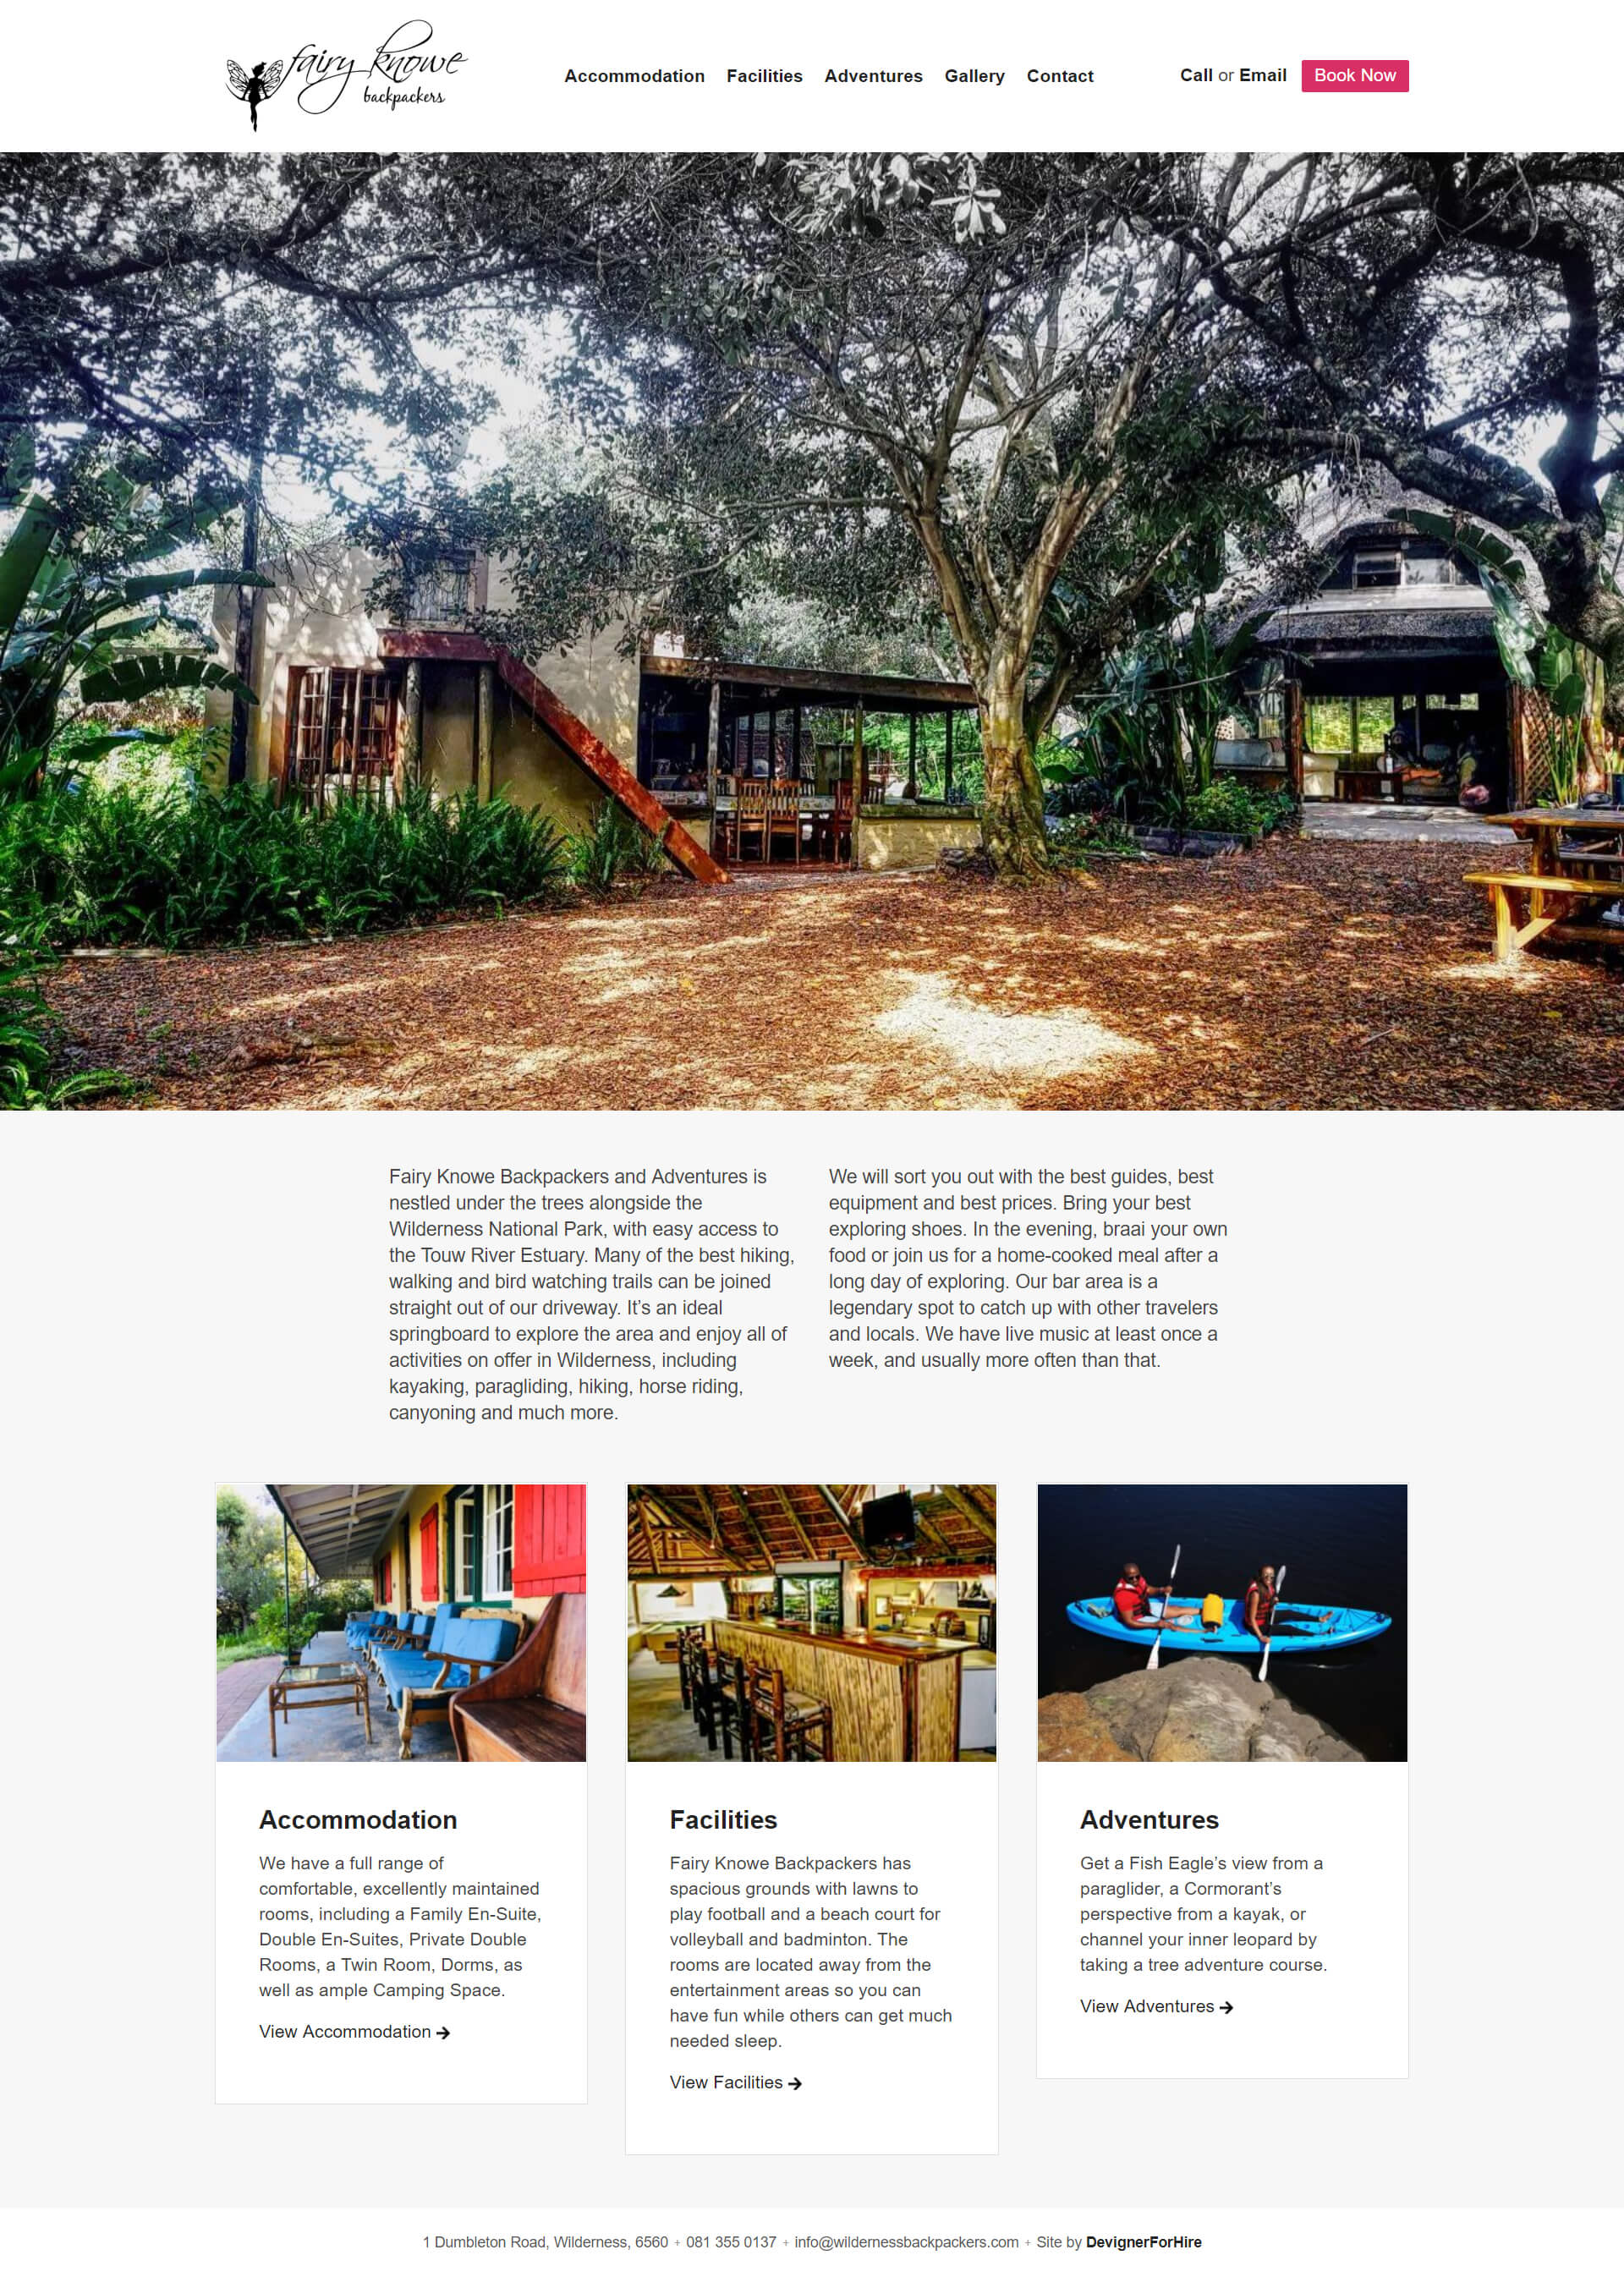 fairy knowe
backpackers
Accommodation Facilities Adventures Gallery Contact Call or Email Book Now
Fairy Knowe Backpackers and Adventures is
nestled under the trees alongside the
Wilderness National Park, with easy access to
the Touw River Estuary. Many of the best hiking,
walking and bird watching trails can be joined
straight out of our driveway. It’s an ideal
springboard to explore the area and enjoy all of
activities on offer in Wilderness, including
kayaking, paragliding, hiking, horse riding,
canyoning and much more.
We will sort you out with the best guides, best
equipment and best prices. Bring your best
exploring shoes. In the evening, braai your own
food or join us for a home-cooked meal after a
long day of exploring. Our bar area is a
legendary spot to catch up with other travelers
and locals. We have live music at least once a
week, and usually more often than that.
Accommodation
We have a full range of
comfortable, excellently maintained
rooms, including a Family En-Suite,
Double En-Suites, Private Double
Rooms, a Twin Room, Dorms, as
well as ample Camping Space.
View Accommodation
Facilities
Fairy Knowe Backpackers has
spacious grounds with lawns to
play football and a beach court for
volleyball and badminton. The
rooms are located away from the
entertainment areas so you can
have fun while others can get much
needed sleep.
View Facilities
Adventures
Get a Fish Eagle’s view from a
paraglider, a Cormorant’s
perspective from a kayak, or
channel your inner leopard by
taking a tree adventure course.
View Adventures
1 Dumbleton Road, Wilderness, 6560 + 081 355 0137 + info@wildernessbackpackers.com + Site by DesignerForHire